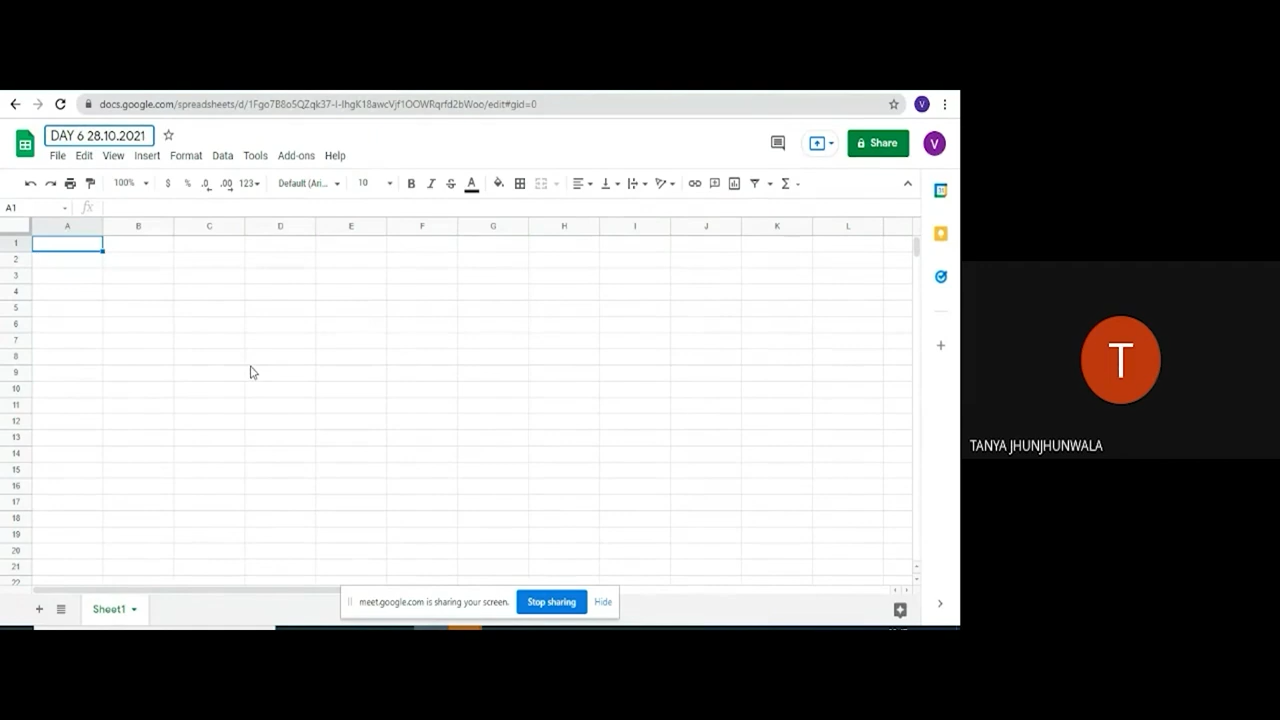 docs.google.com/spreadsheets/d/1Fgo7B8o5QZqk37-I-IhgK18awcVjf1OOWRqrfd2bWoo/edit#gid=0
V
DAY 6 28.10.2021
Share
V
File Edit View Insert Format Data Tools Add-ons Help
100% $ % .0 .00 123 Default (Ari... 10 B I S A
A1 fx
A B C D E F G H I J K L
1
2
3
4
5
6
7
8
9
10
11
12
13
14
15
16
17
18
19
20
21
22
T
TANYA JHUNJHUNWALA
meet.google.com is sharing your screen. Stop sharing Hide
Sheet1